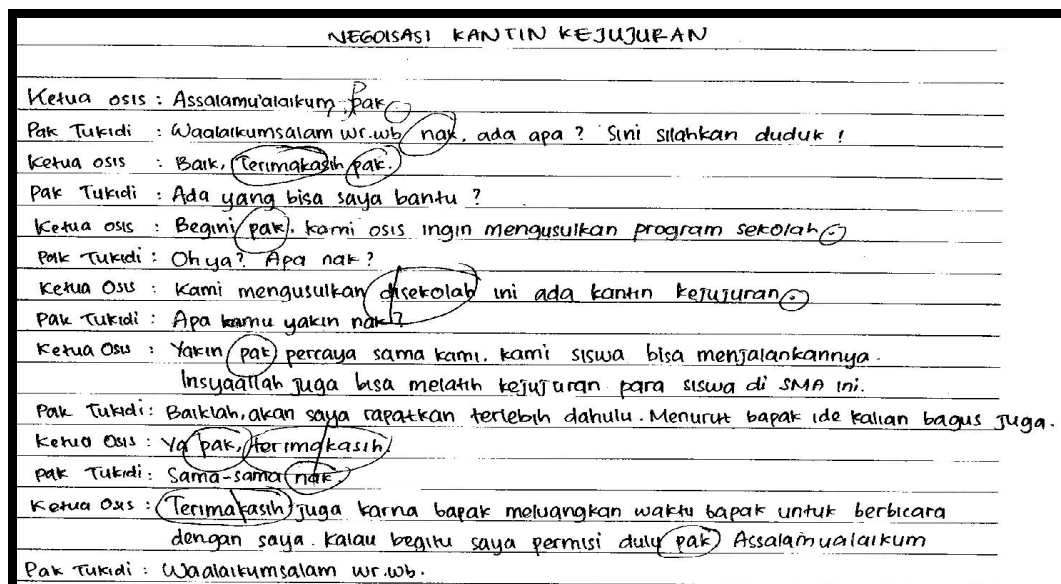 NEGOISASI KANTIN KEJUJURAN
Ketua osis : Assalamu'alaikum, pak.
Pak Tukidi : Waalaikumsalam wr.wb nak, ada apa? Sini silahkan duduk!
Ketua osis : Baik, Terimakasih pak.
Pak Tukidi : Ada yang bisa saya bantu?
Ketua osis : Begini pak, kami osis ingin mengusulkan program sekolah.
Pak Tukidi : Oh ya? Apa nak?
Ketua Osis : Kami mengusulkan disekolah ini ada kantin kejujuran.
Pak Tukidi : Apa kamu yakin nak?
Ketua Osis : Yakin pak percaya sama kami. kami siswa bisa menjalankannya.
Insyaallah juga bisa melatih kejujuran para siswa di SMA ini.
Pak Tukidi : Baiklah, akan saya rapatkan terlebih dahulu. Menurut bapak ide kalian bagus juga.
Ketua Osis : Ya pak, terimakasih.
Pak Tukidi : Sama-sama nak.
Ketua Osis : Terimakasih juga karna bapak meluangkan waktu bapak untuk berbicara
dengan saya. Kalau begitu saya permisi dulu pak Assalamualaikum
Pak Tukidi : Waalaikumsalam wr.wb.